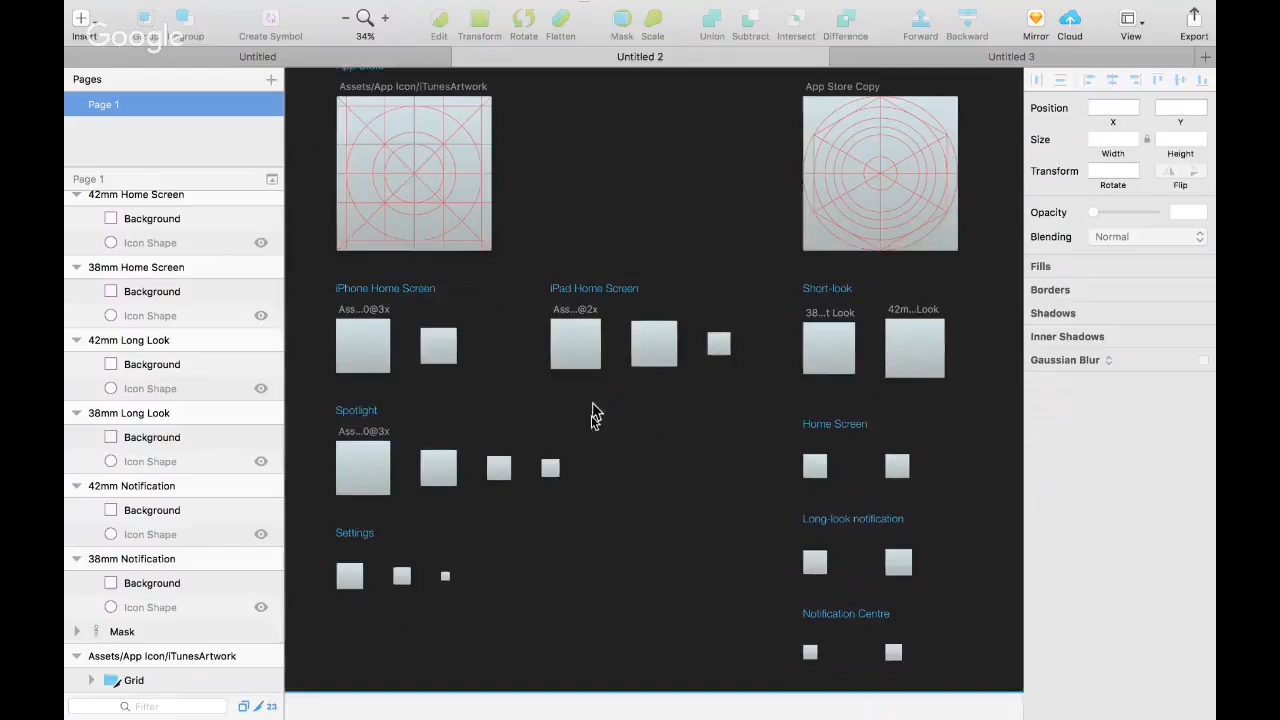 Insert
Group
Ungroup
Create Symbol
34%
Edit
Transform
Rotate
Flatten
Mask
Scale
Union
Subtract
Intersect
Difference
Forward
Backward
Mirror
Cloud
View
Export
Google
Untitled
Untitled 2
Untitled 3
Pages
Page 1
Page 1
42mm Home Screen
Background
Icon Shape
38mm Home Screen
Background
Icon Shape
42mm Long Look
Background
Icon Shape
38mm Long Look
Background
Icon Shape
42mm Notification
Background
Icon Shape
38mm Notification
Background
Icon Shape
Mask
Assets/App Icon/iTunesArtwork
Grid
Filter
23
App Store
Assets/App Icon/iTunesArtwork
App Store Copy
iPhone Home Screen
iPad Home Screen
Short-look
Ass...0@3x
Ass...@2x
38...t Look
42m...Look
Spotlight
Ass...0@3x
Home Screen
Settings
Long-look notification
Notification Centre
Position
X
Y
Size
Width
Height
Transform
Rotate
Flip
Opacity
Blending
Normal
Fills
Borders
Shadows
Inner Shadows
Gaussian Blur